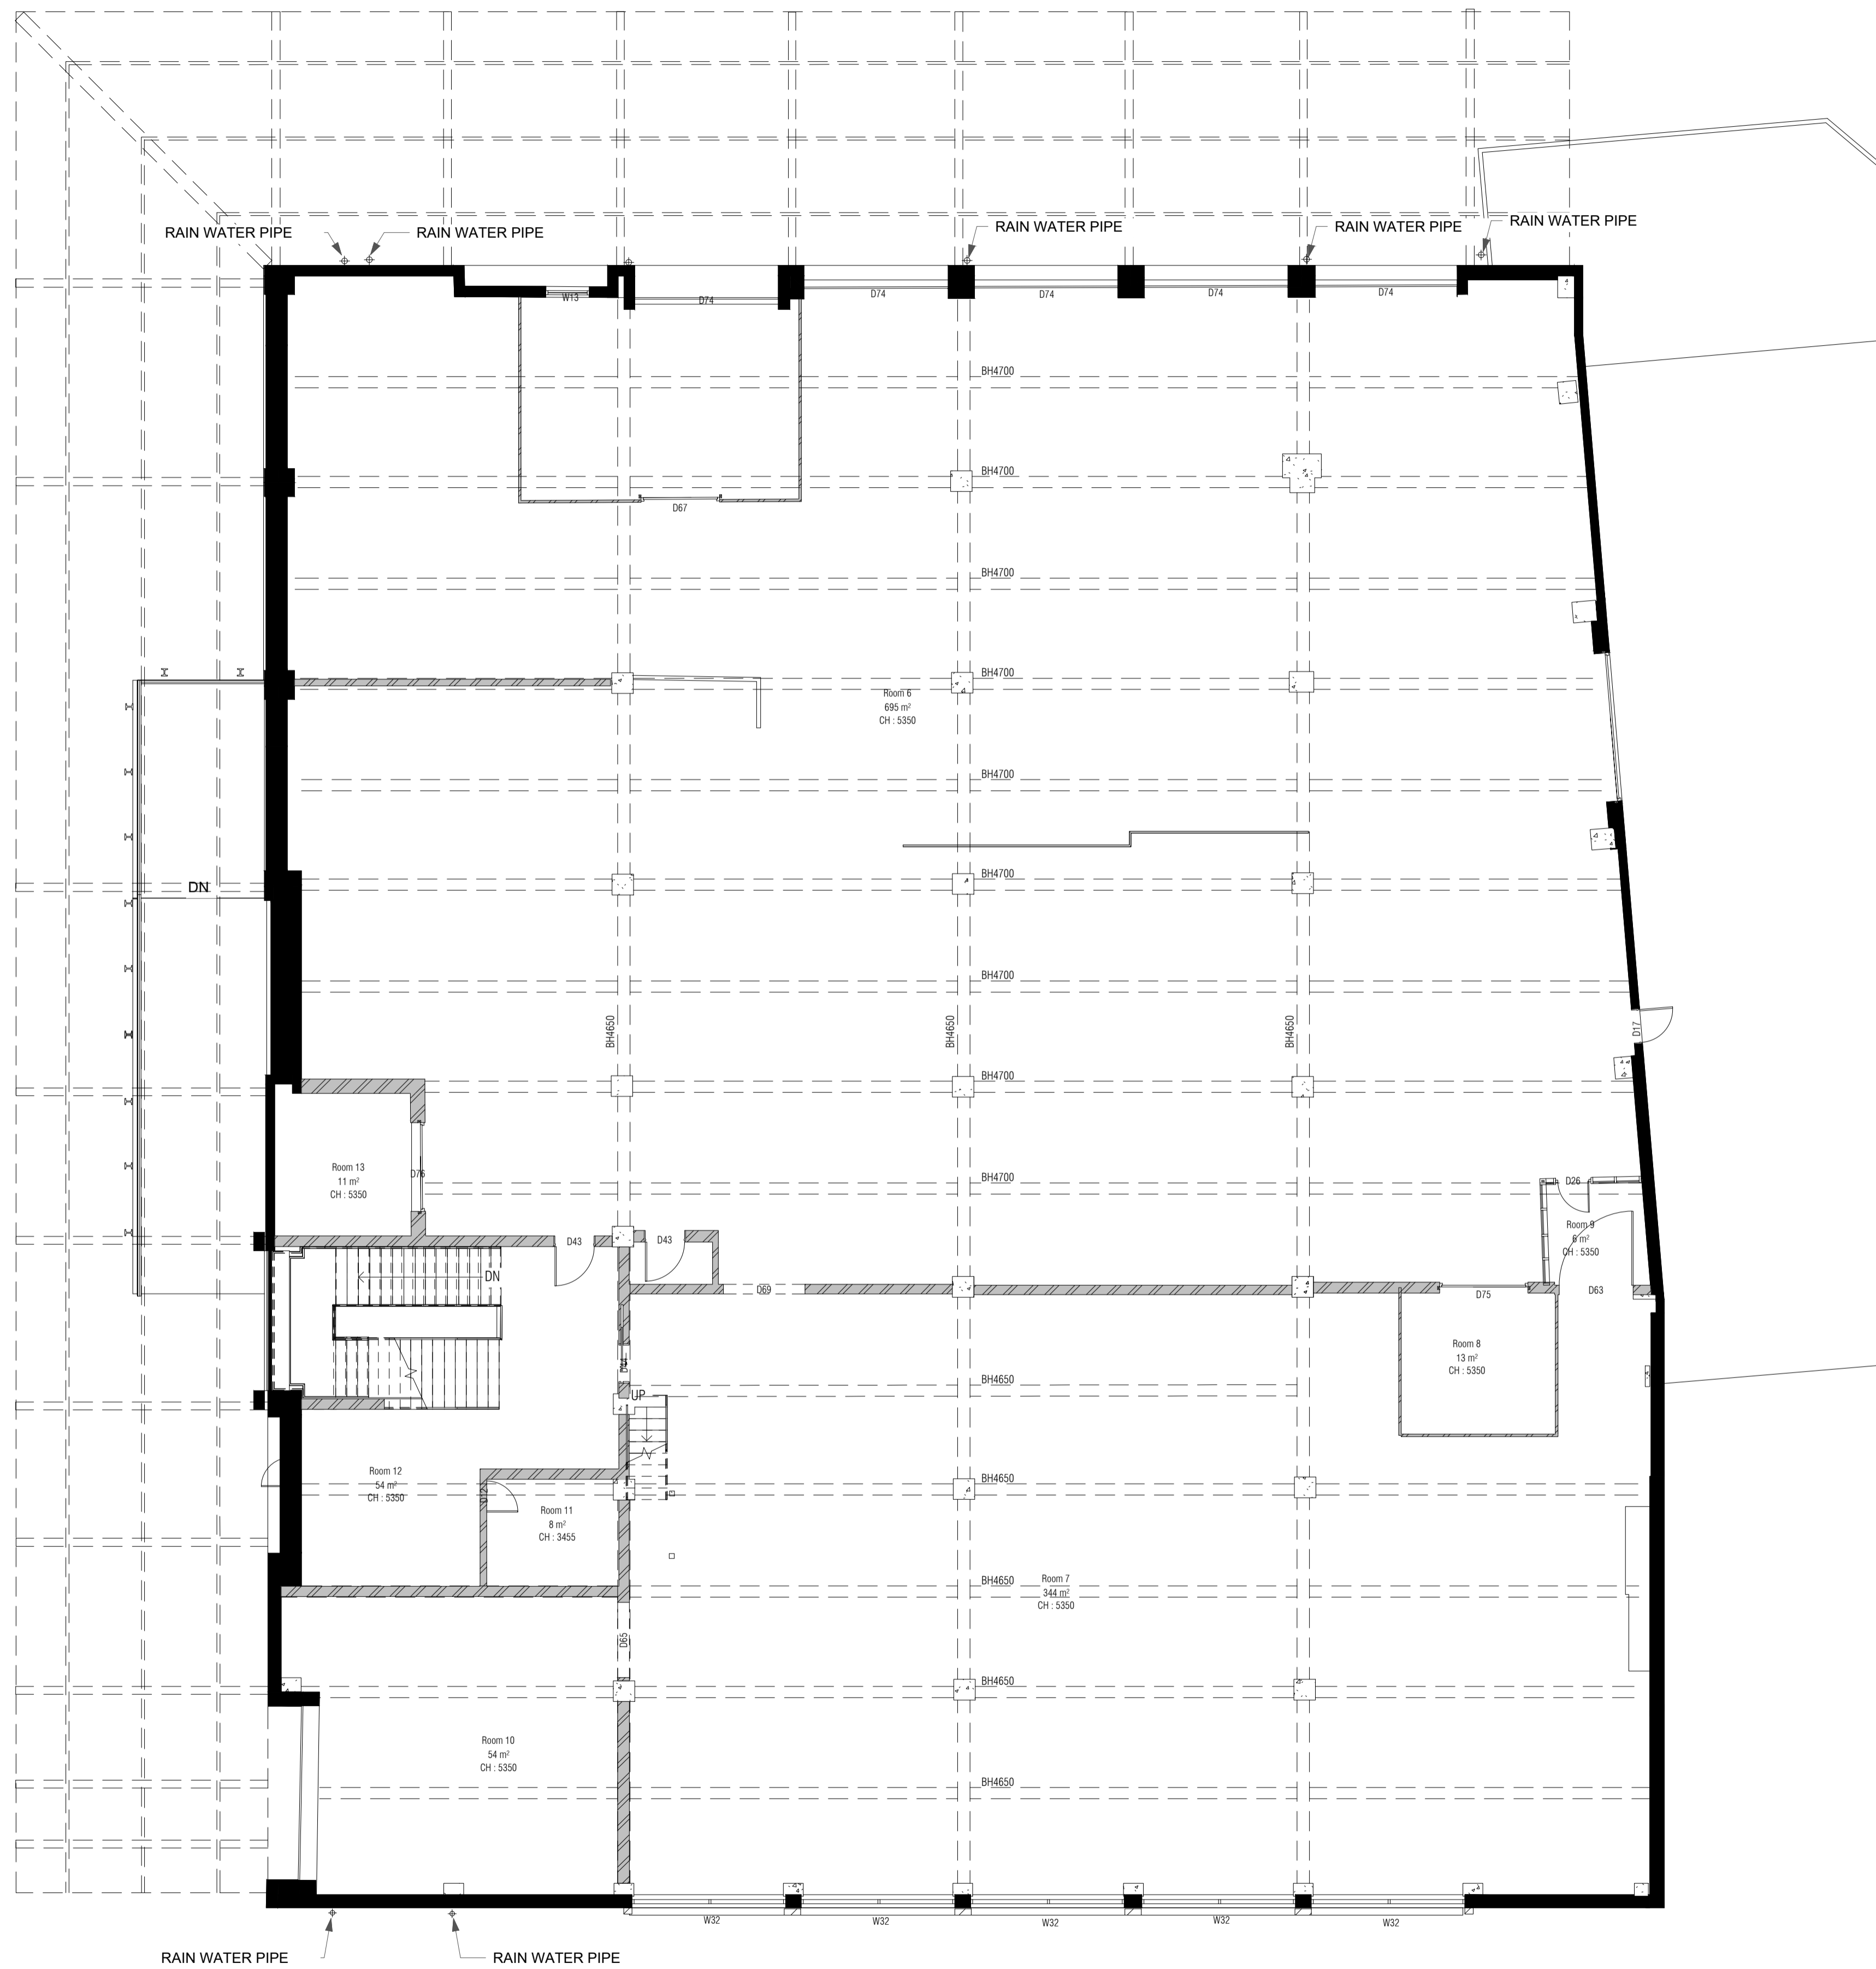 RAIN WATER PIPE
RAIN WATER PIPE
RAIN WATER PIPE
RAIN WATER PIPE
RAIN WATER PIPE
W13
D74
D74
D74
D74
D74
BH4700
BH4700
D67
BH4700
BH4700
Room 6
695 m²
CH : 5350
BH4700
BH4700
DN
BH4700
BH4650
BH4650
BH4650
D17
BH4700
Room 13
11 m²
CH : 5350
D76
BH4700
D26
Room 9
6 m²
CH : 5350
D43
D43
DN
D69
D75
D63
Room 8
13 m²
CH : 5350
D44
BH4650
UP
Room 12
54 m²
CH : 5350
BH4650
Room 11
8 m²
CH : 3455
BH4650
Room 7
344 m²
CH : 5350
D65
BH4650
Room 10
54 m²
CH : 5350
BH4650
W32
W32
W32
W32
W32
RAIN WATER PIPE
RAIN WATER PIPE